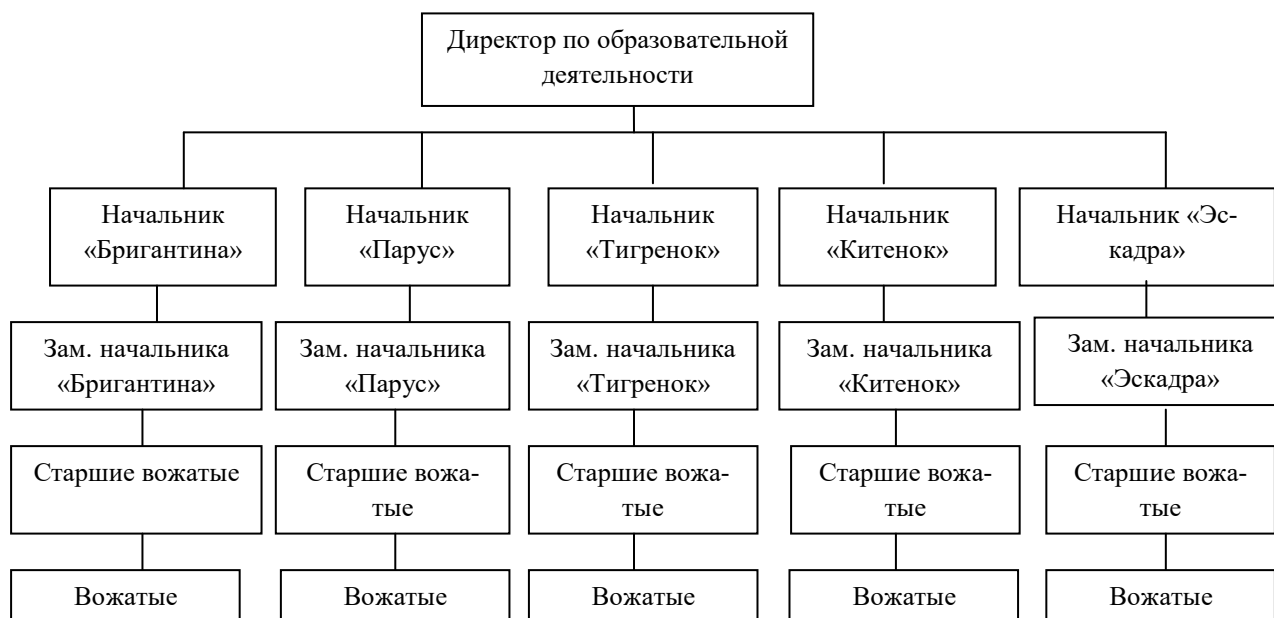 Директор по образовательной
деятельности
Начальник
«Бригантина»
Начальник
«Парус»
Начальник
«Тигренок»
Начальник
«Китенок»
Начальник «Эс-
кадра»
Зам. начальника
«Бригантина»
Зам. начальника
«Парус»
Зам. начальника
«Тигренок»
Зам. начальника
«Китенок»
Зам. начальника
«Эскадра»
Старшие вожатые
Старшие вожа-
тые
Старшие вожа-
тые
Старшие вожа-
тые
Старшие вожа-
тые
Вожатые
Вожатые
Вожатые
Вожатые
Вожатые